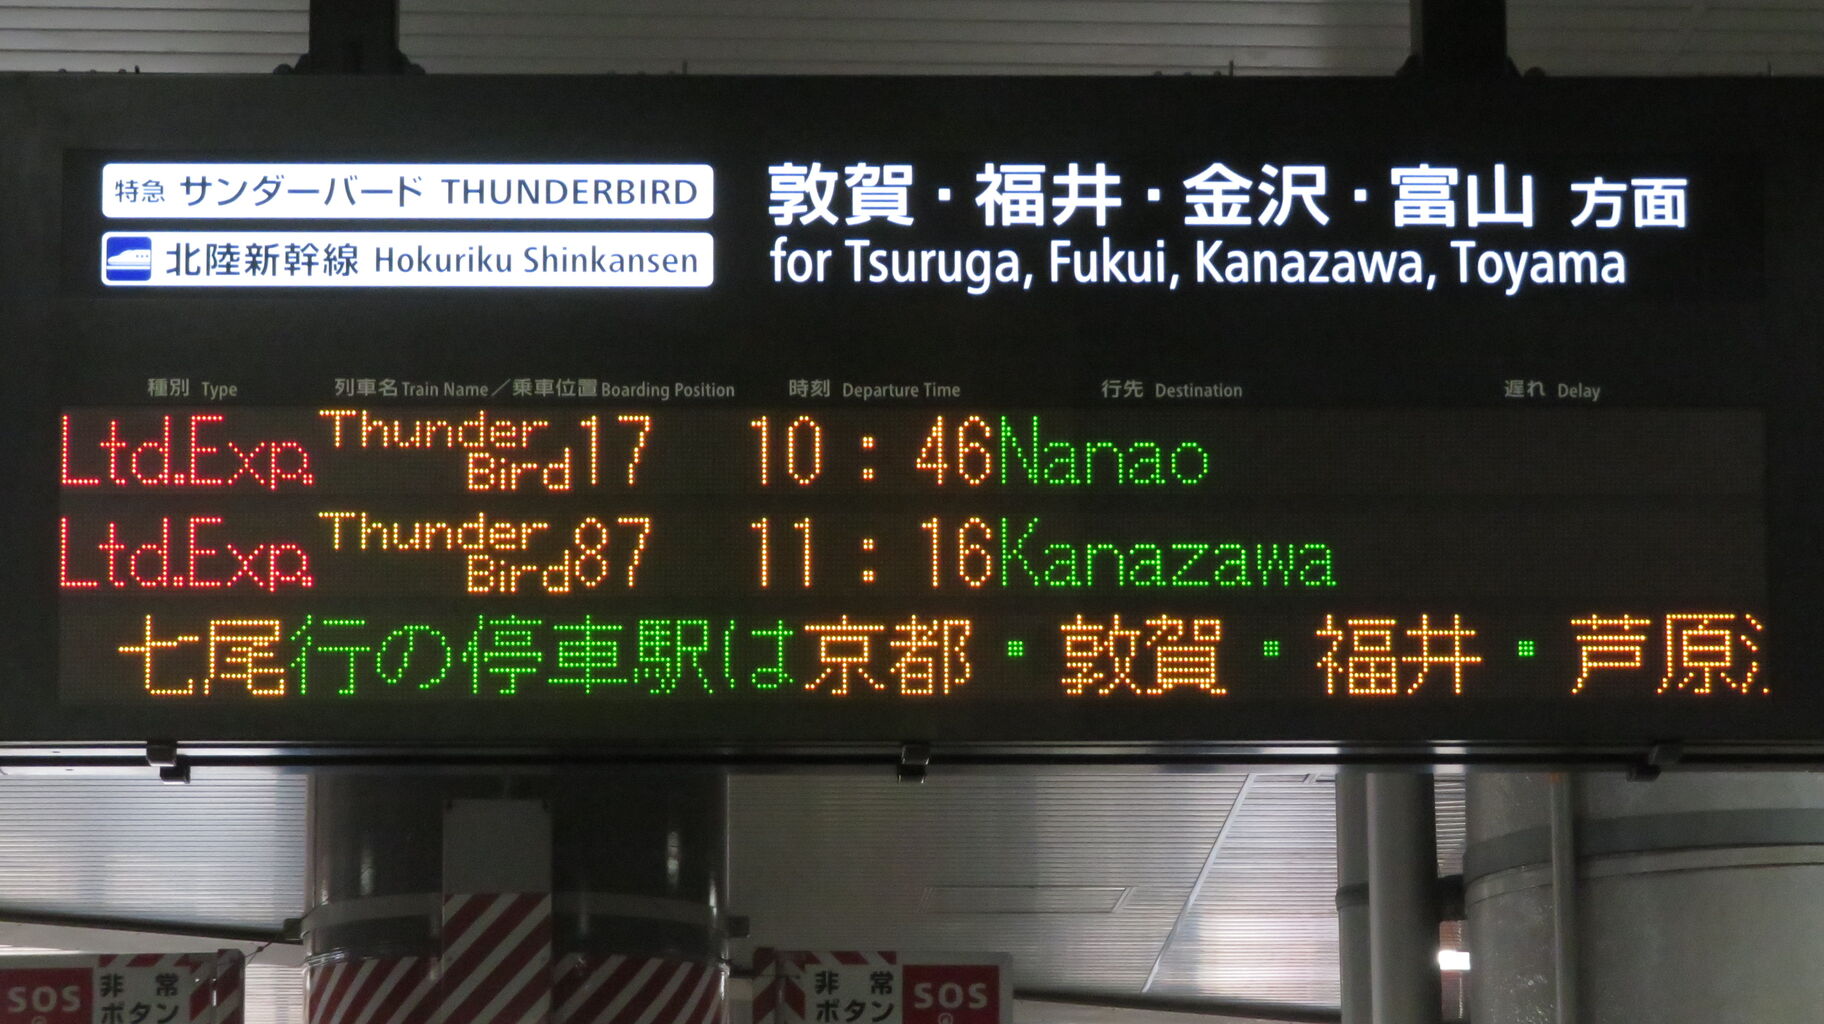 特急 サンダーバード THUNDERBIRD
北陸新幹線 Hokuriku Shinkansen
敦賀・福井・金沢・富山 方面
for Tsuruga, Fukui, Kanazawa, Toyama
種別 Type 列車名 Train Name／乗車位置 Boarding Position 時刻 Departure Time 行先 Destination 遅れ Delay
Ltd.Exp. Thunder Bird 17 10:46 Nanao
Ltd.Exp. Thunder Bird 87 11:16 Kanazawa
七尾行の停車駅は京都・敦賀・福井・芦原
SOS 非常ボタン
非常ボタン SOS